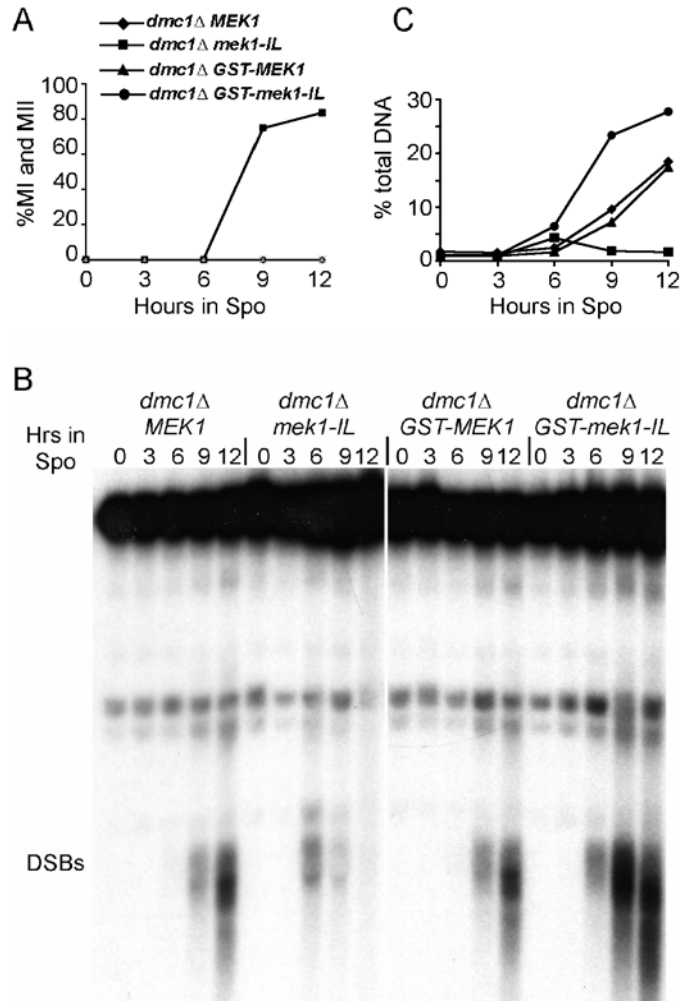 A
dmc1Δ MEK1
dmc1Δ mek1-IL
dmc1Δ GST-MEK1
dmc1Δ GST-mek1-IL
%MI and MII
100
80
60
40
20
0
0 3 6 9 12
Hours in Spo
C
% total DNA
30
20
10
0
0 3 6 9 12
Hours in Spo
B
dmc1Δ dmc1Δ dmc1Δ dmc1Δ
MEK1 mek1-IL GST-MEK1 GST-mek1-IL
Hrs in
Spo
0 3 6 9 12 0 3 6 9 12 0 3 6 9 12 0 3 6 9 12
DSBs